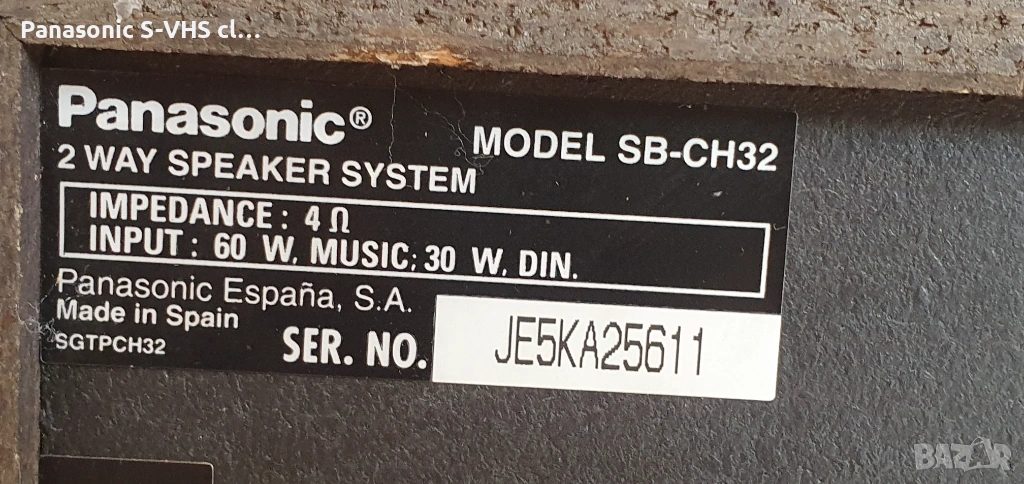 Panasonic S-VHS cl...
Panasonic®
MODEL SB-CH32
2 WAY SPEAKER SYSTEM
IMPEDANCE : 4 Ω
INPUT : 60 W. MUSIC; 30 W. DIN.
Panasonic España, S.A.
Made in Spain
SGTPCH32
SER. NO.
JE5KA25611
BAZAR